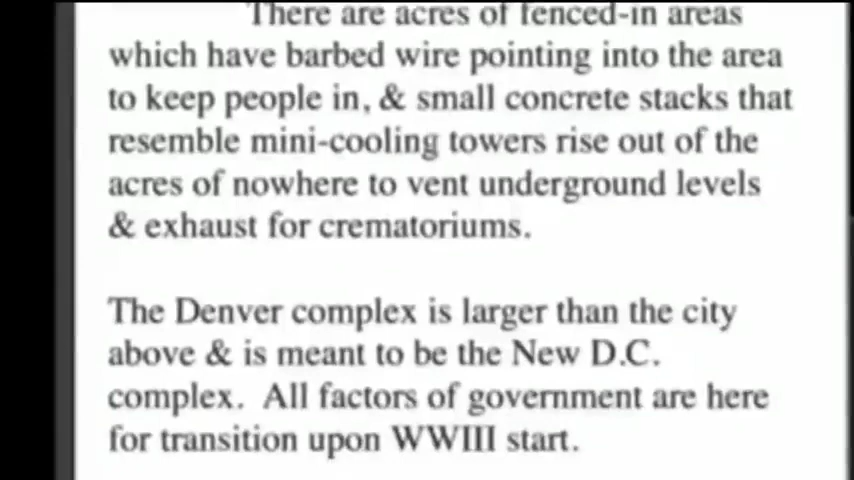 There are acres of fenced-in areas
which have barbed wire pointing into the area
to keep people in, & small concrete stacks that
resemble mini-cooling towers rise out of the
acres of nowhere to vent underground levels
& exhaust for crematoriums.
The Denver complex is larger than the city
above & is meant to be the New D.C.
complex.  All factors of government are here
for transition upon WWIII start.